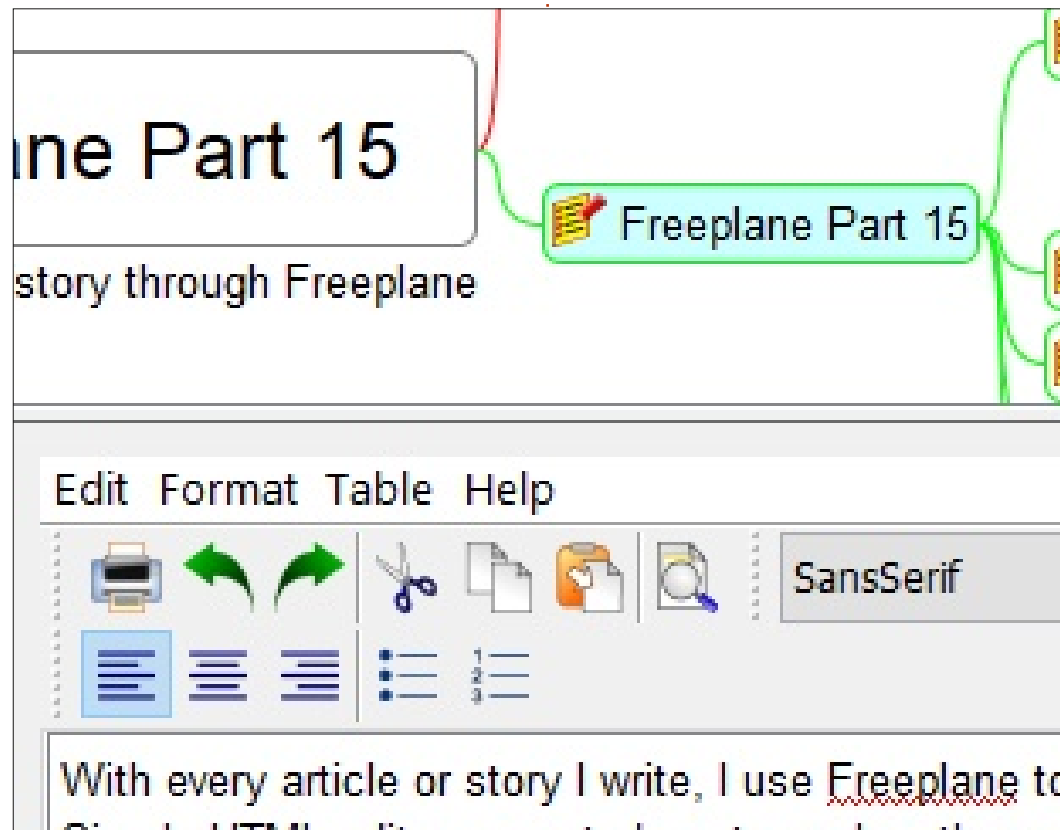 ane Part 15
Freeplane Part 15
story through Freeplane
Edit Format Table Help
SansSerif
With every article or story I write, I use Freeplane to